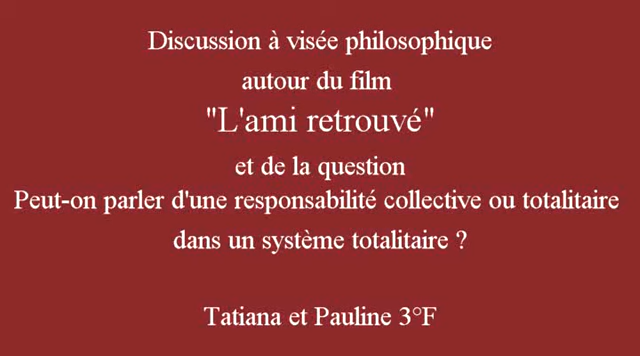 Discussion à visée philosophique
autour du film
"L'ami retrouvé"
et de la question
Peut-on parler d'une responsabilité collective ou totalitaire
dans un système totalitaire ?
Tatiana et Pauline 3°F